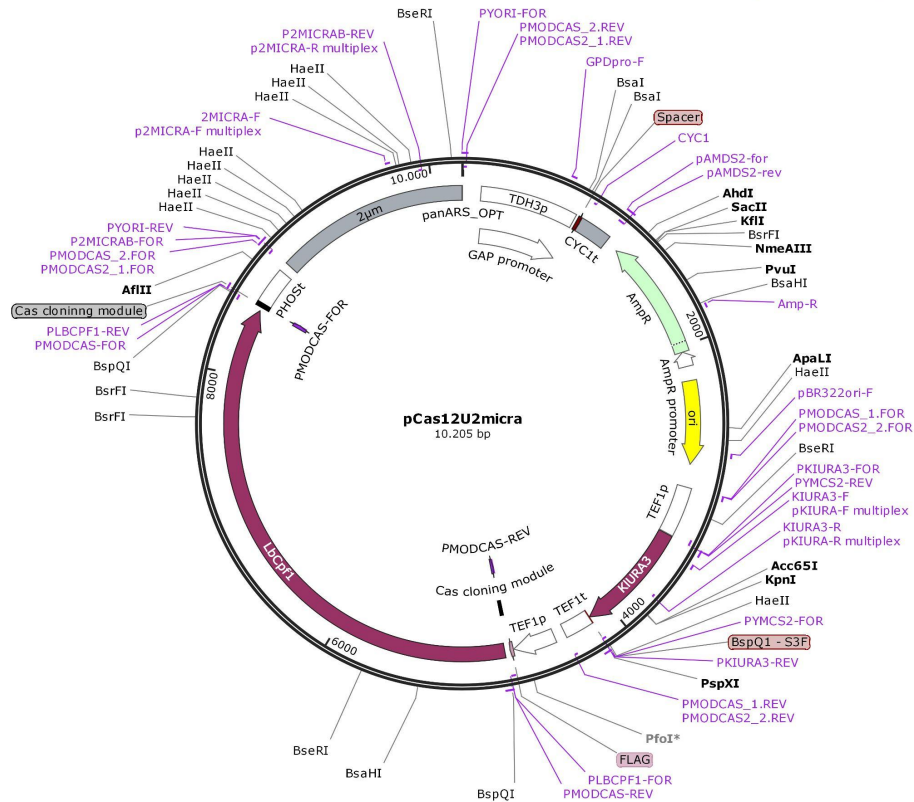 BseRI
PYORI-FOR
PMODCAS_2.REV
PMODCAS2_1.REV
GPDpro-F
BsaI
BsaI
Spacer
CYC1
pAMDS2-for
pAMDS2-rev
AhdI
SacII
KflI
BsrFI
NmeAIII
PvuI
BsaHI
Amp-R
ApaLI
HaeII
pBR322ori-F
PMODCAS_1.FOR
PMODCAS2_2.FOR
BseRI
PKIURA3-FOR
PYMCS2-REV
KIURA3-F
pKIURA-F multiplex
KIURA3-R
pKIURA-R multiplex
Acc65I
KpnI
HaeII
PYMCS2-FOR
BspQ1 - S3F
PKIURA3-REV
PspXI
PMODCAS_1.REV
PMODCAS2_2.REV
PfoI*
FLAG
PLBCPF1-FOR
PMODCAS-REV
BspQI
BsaHI
BseRI
BsrFI
BsrFI
BspQI
PMODCAS-FOR
PLBCPF1-REV
Cas cloninng module
AflII
PMODCAS2_1.FOR
PMODCAS_2.FOR
P2MICRAB-FOR
PYORI-REV
HaeII
HaeII
HaeII
HaeII
p2MICRA-F multiplex
2MICRA-F
HaeII
HaeII
HaeII
p2MICRA-R multiplex
P2MICRAB-REV
10.000
2000
4000
6000
8000
2μm
panARS_OPT
TDH3p
GAP promoter
CYC1t
AmpR
AmpR promoter
ori
TEF1p
KlURA3
TEF1t
TEF1p
Cas cloning module
PMODCAS-REV
LbCpf1
PHOSt
PMODCAS-FOR
pCas12U2micra
10.205 bp